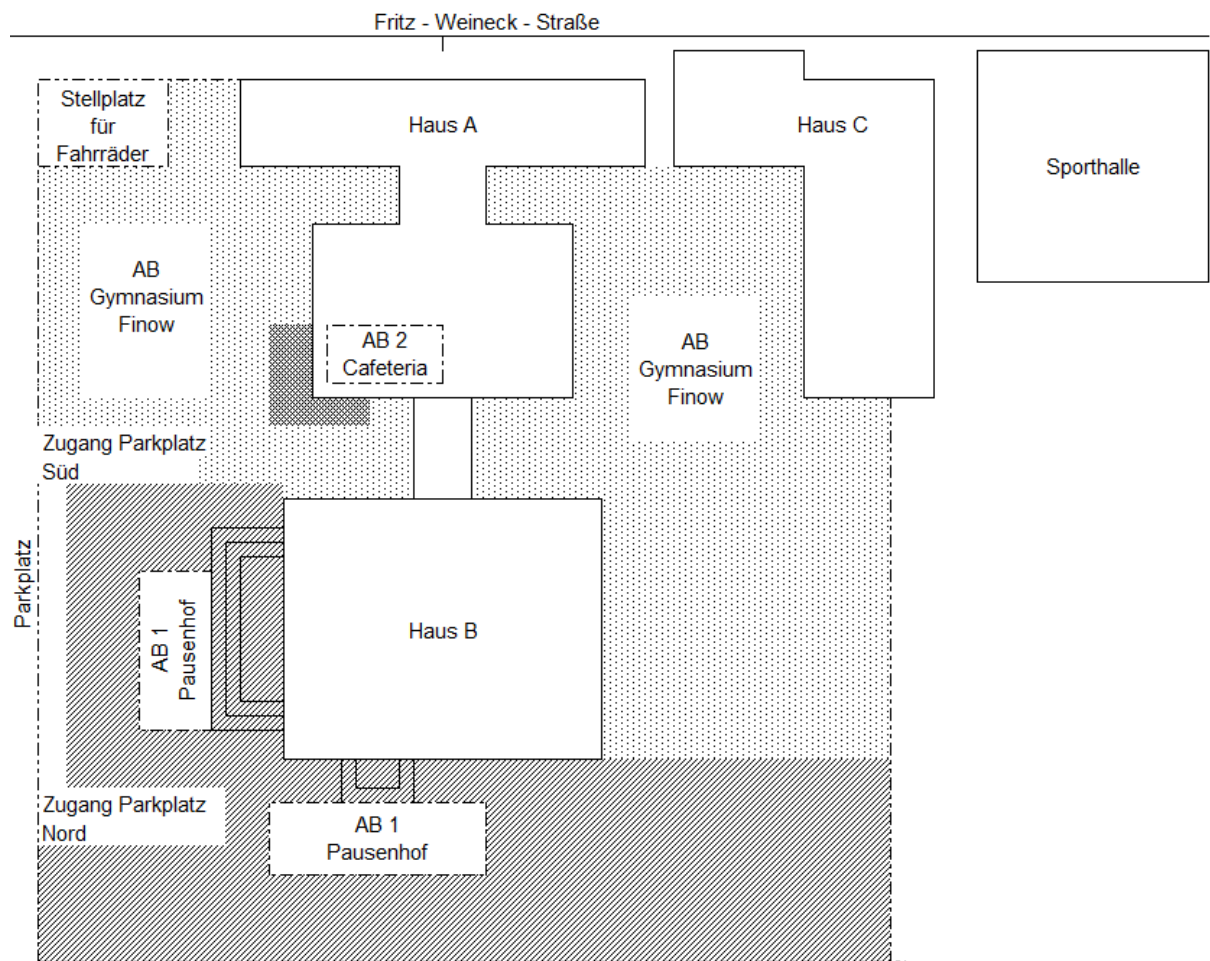 Fritz - Weineck - Straße
Stellplatz
für
Fahrräder
Haus A
Haus C
Sporthalle
AB
Gymnasium
Finow
AB 2
Cafeteria
AB
Gymnasium
Finow
Zugang Parkplatz
Süd
Parkplatz
AB 1
Pausenhof
Haus B
Zugang Parkplatz
Nord
AB 1
Pausenhof